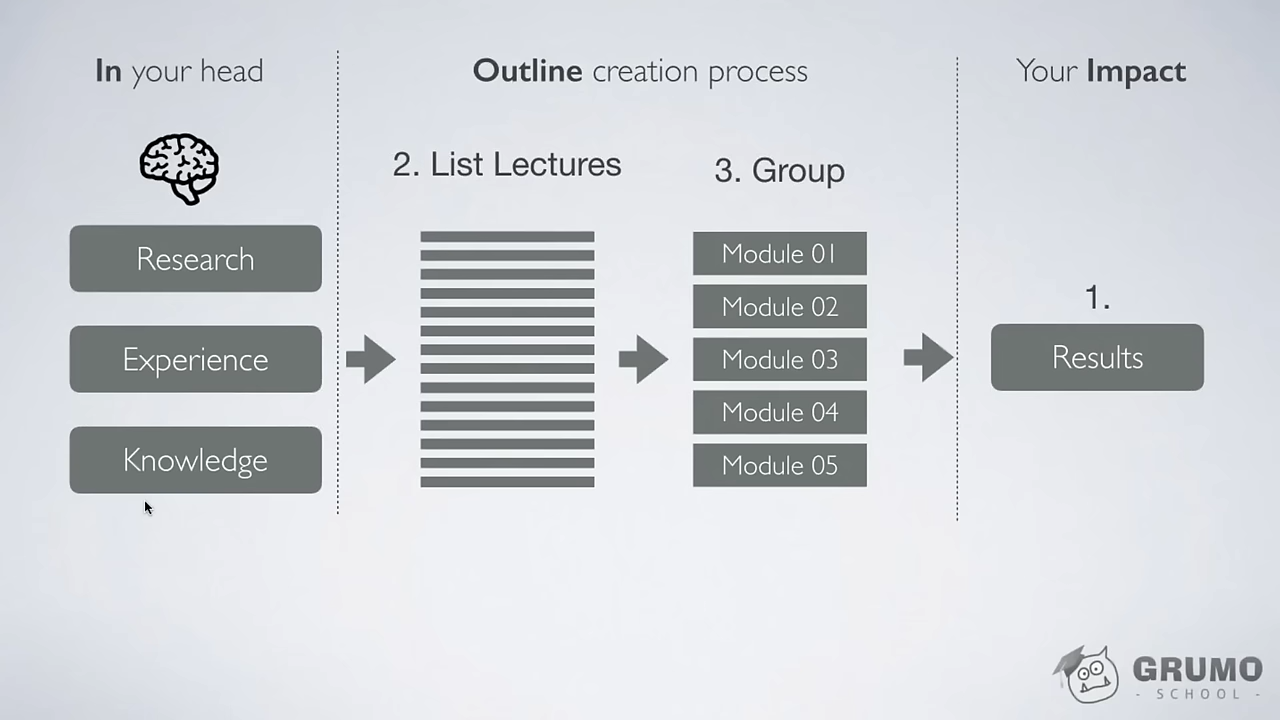 In your head
Outline creation process
Your Impact
2. List Lectures
3. Group
Research
Experience
Knowledge
Module 01
Module 02
Module 03
Module 04
Module 05
1.
Results
GRUMO
- SCHOOL -